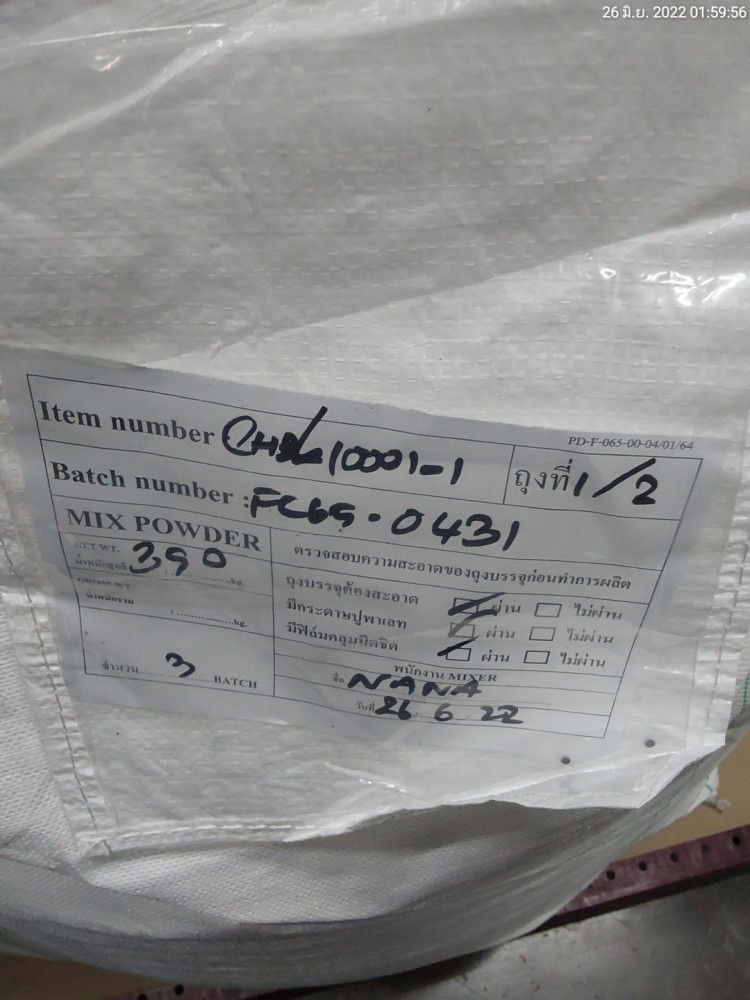 26 มิ.ย. 2022 01:59:56
PD-F-065-00-04/01/64
Item number 10001-1
ถุงที่ 1/2
Batch number : FC65-0431
MIX POWDER
ตรวจสอบความสะอาดของถุงบรรจุก่อนทำการผลิต
NET WT. 390
น้ำหนักสุทธิ : ............kg.
ถุงบรรจุต้องสะอาด ผ่าน ไม่ผ่าน
มีกระดาษปูพาเลท ผ่าน ไม่ผ่าน
น้ำหนักรวม : ............kg.
มีฟิล์มคลุมปิดชิด ผ่าน ไม่ผ่าน
พนักงาน MIXER
จำนวน 3 BATCH
ชื่อ NANA
วันที่ 26 6 22